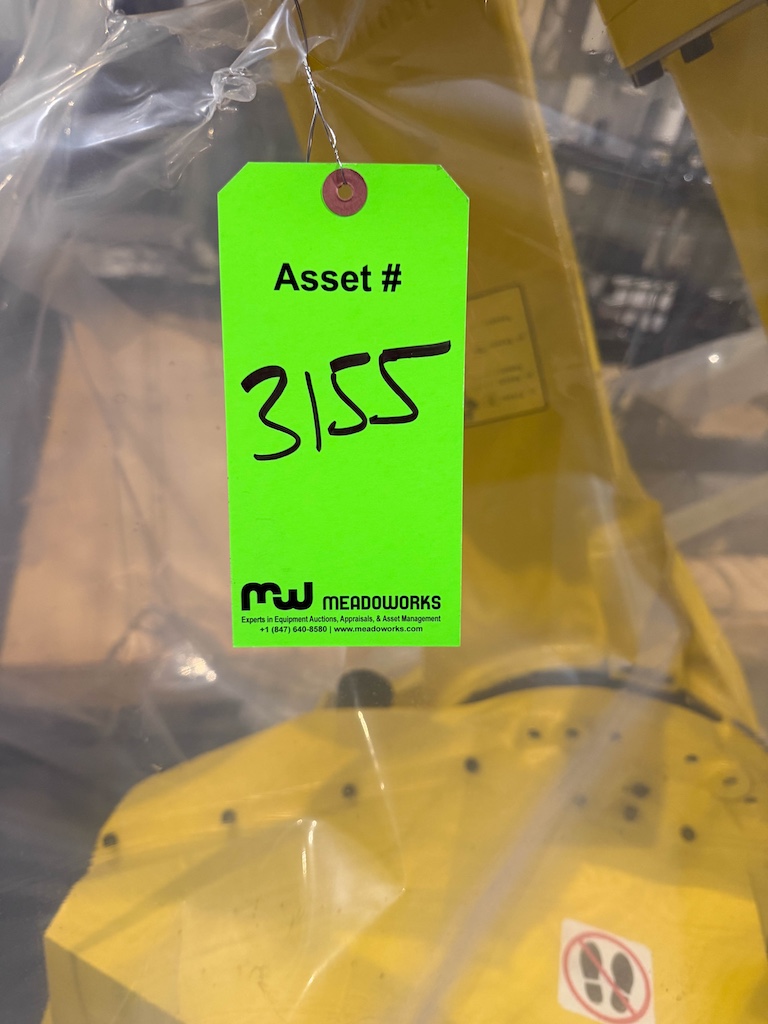 Asset #
3155
mw MEADOWORKS
Experts in Equipment Auctions, Appraisals, & Asset Management
+1 (847) 640-8580 | www.meadoworks.com